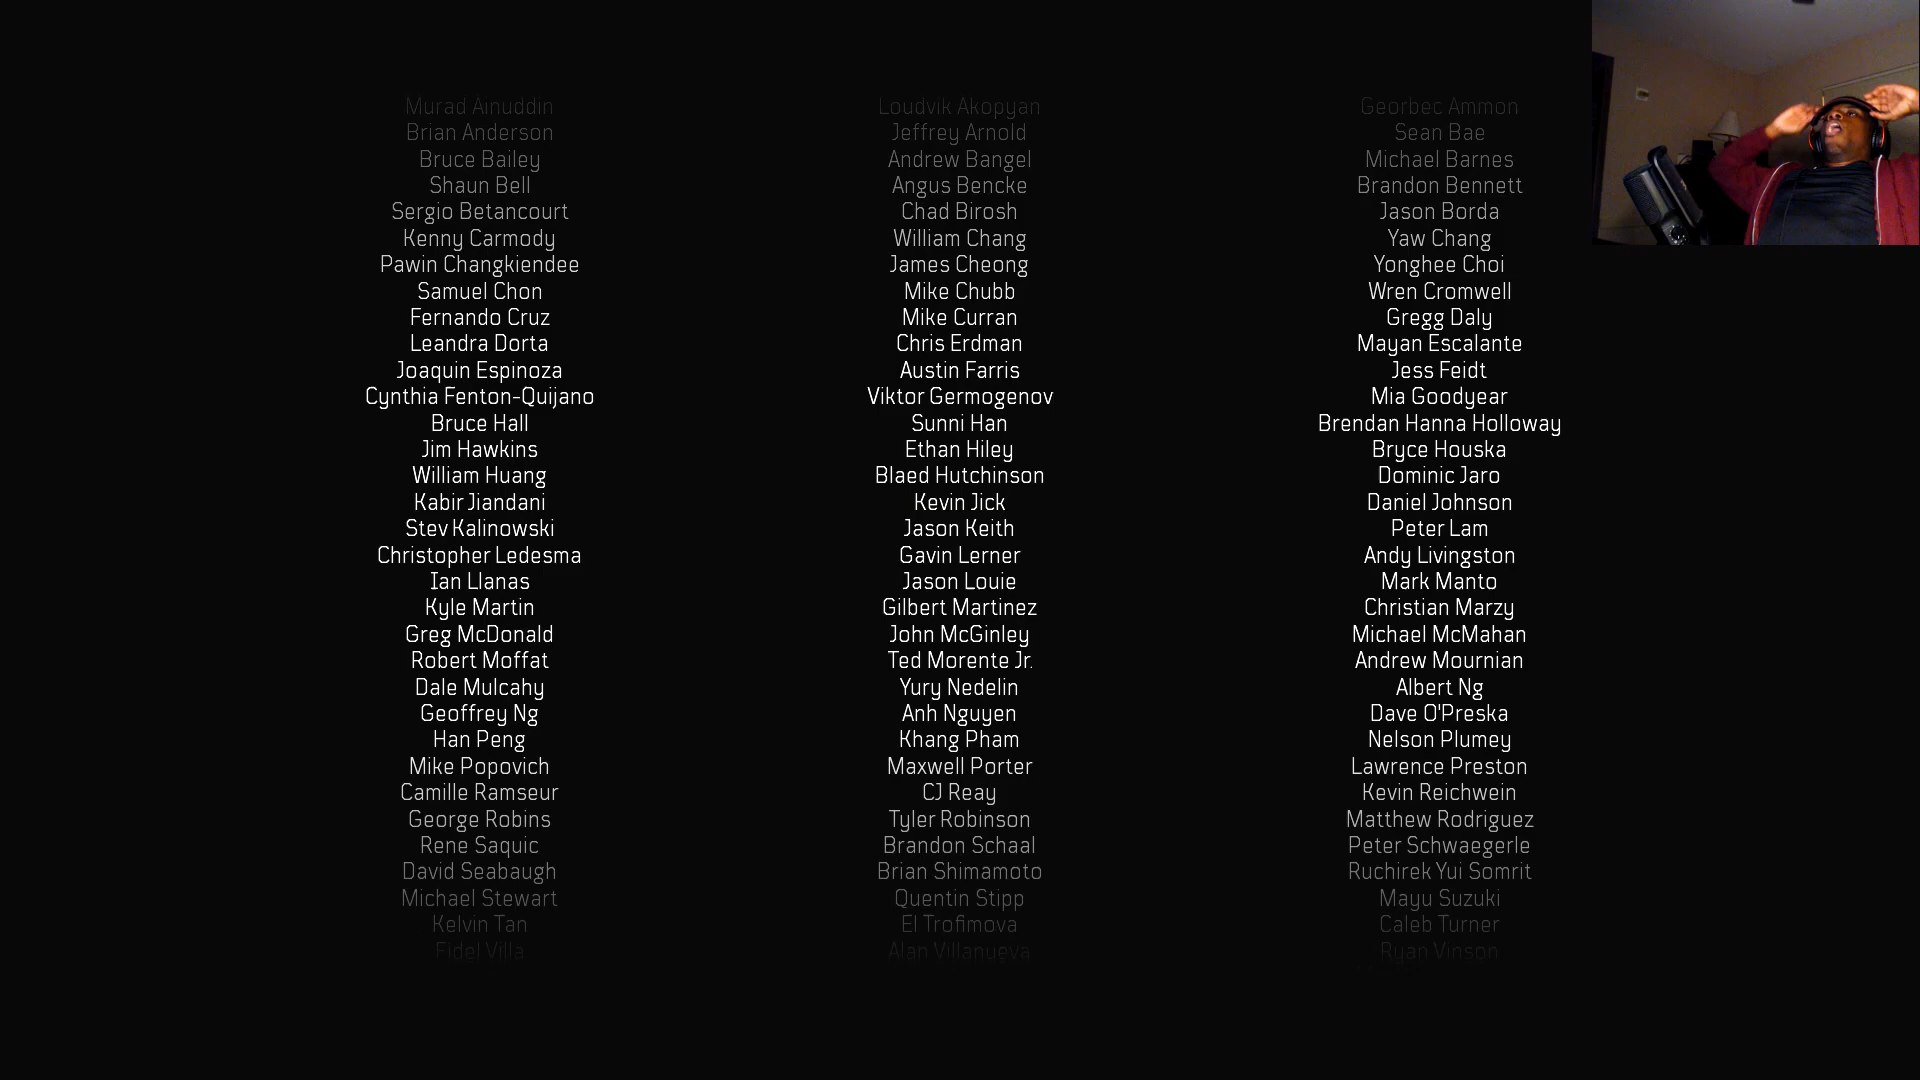 Murad Ainuddin Loudvik Akopyan Georbec Ammon
Brian Anderson Jeffrey Arnold Sean Bae
Bruce Bailey Andrew Bangel Michael Barnes
Shaun Bell Angus Bencke Brandon Bennett
Sergio Betancourt Chad Birosh Jason Borda
Kenny Carmody William Chang Yaw Chang
Pawin Changkiendee James Cheong Yonghee Choi
Samuel Chon Mike Chubb Wren Cromwell
Fernando Cruz Mike Curran Gregg Daly
Leandra Dorta Chris Erdman Mayan Escalante
Joaquin Espinoza Austin Farris Jess Feidt
Cynthia Fenton-Quijano Viktor Germogenov Mia Goodyear
Bruce Hall Sunni Han Brendan Hanna Holloway
Jim Hawkins Ethan Hiley Bryce Houska
William Huang Blaed Hutchinson Dominic Jaro
Kabir Jiandani Kevin Jick Daniel Johnson
Stev Kalinowski Jason Keith Peter Lam
Christopher Ledesma Gavin Lerner Andy Livingston
Ian Llanas Jason Louie Mark Manto
Kyle Martin Gilbert Martinez Christian Marzy
Greg McDonald John McGinley Michael McMahan
Robert Moffat Ted Morente Jr. Andrew Mournian
Dale Mulcahy Yury Nedelin Albert Ng
Geoffrey Ng Anh Nguyen Dave O'Preska
Han Peng Khang Pham Nelson Plumey
Mike Popovich Maxwell Porter Lawrence Preston
Camille Ramseur CJ Reay Kevin Reichwein
George Robins Tyler Robinson Matthew Rodriguez
Rene Saquic Brandon Schaal Peter Schwaegerle
David Seabaugh Brian Shimamoto Ruchirek Yui Somrit
Michael Stewart Quentin Stipp Mayu Suzuki
Kelvin Tan El Trofimova Caleb Turner
Fidel Villa Alan Villanueva Ryan Vinson